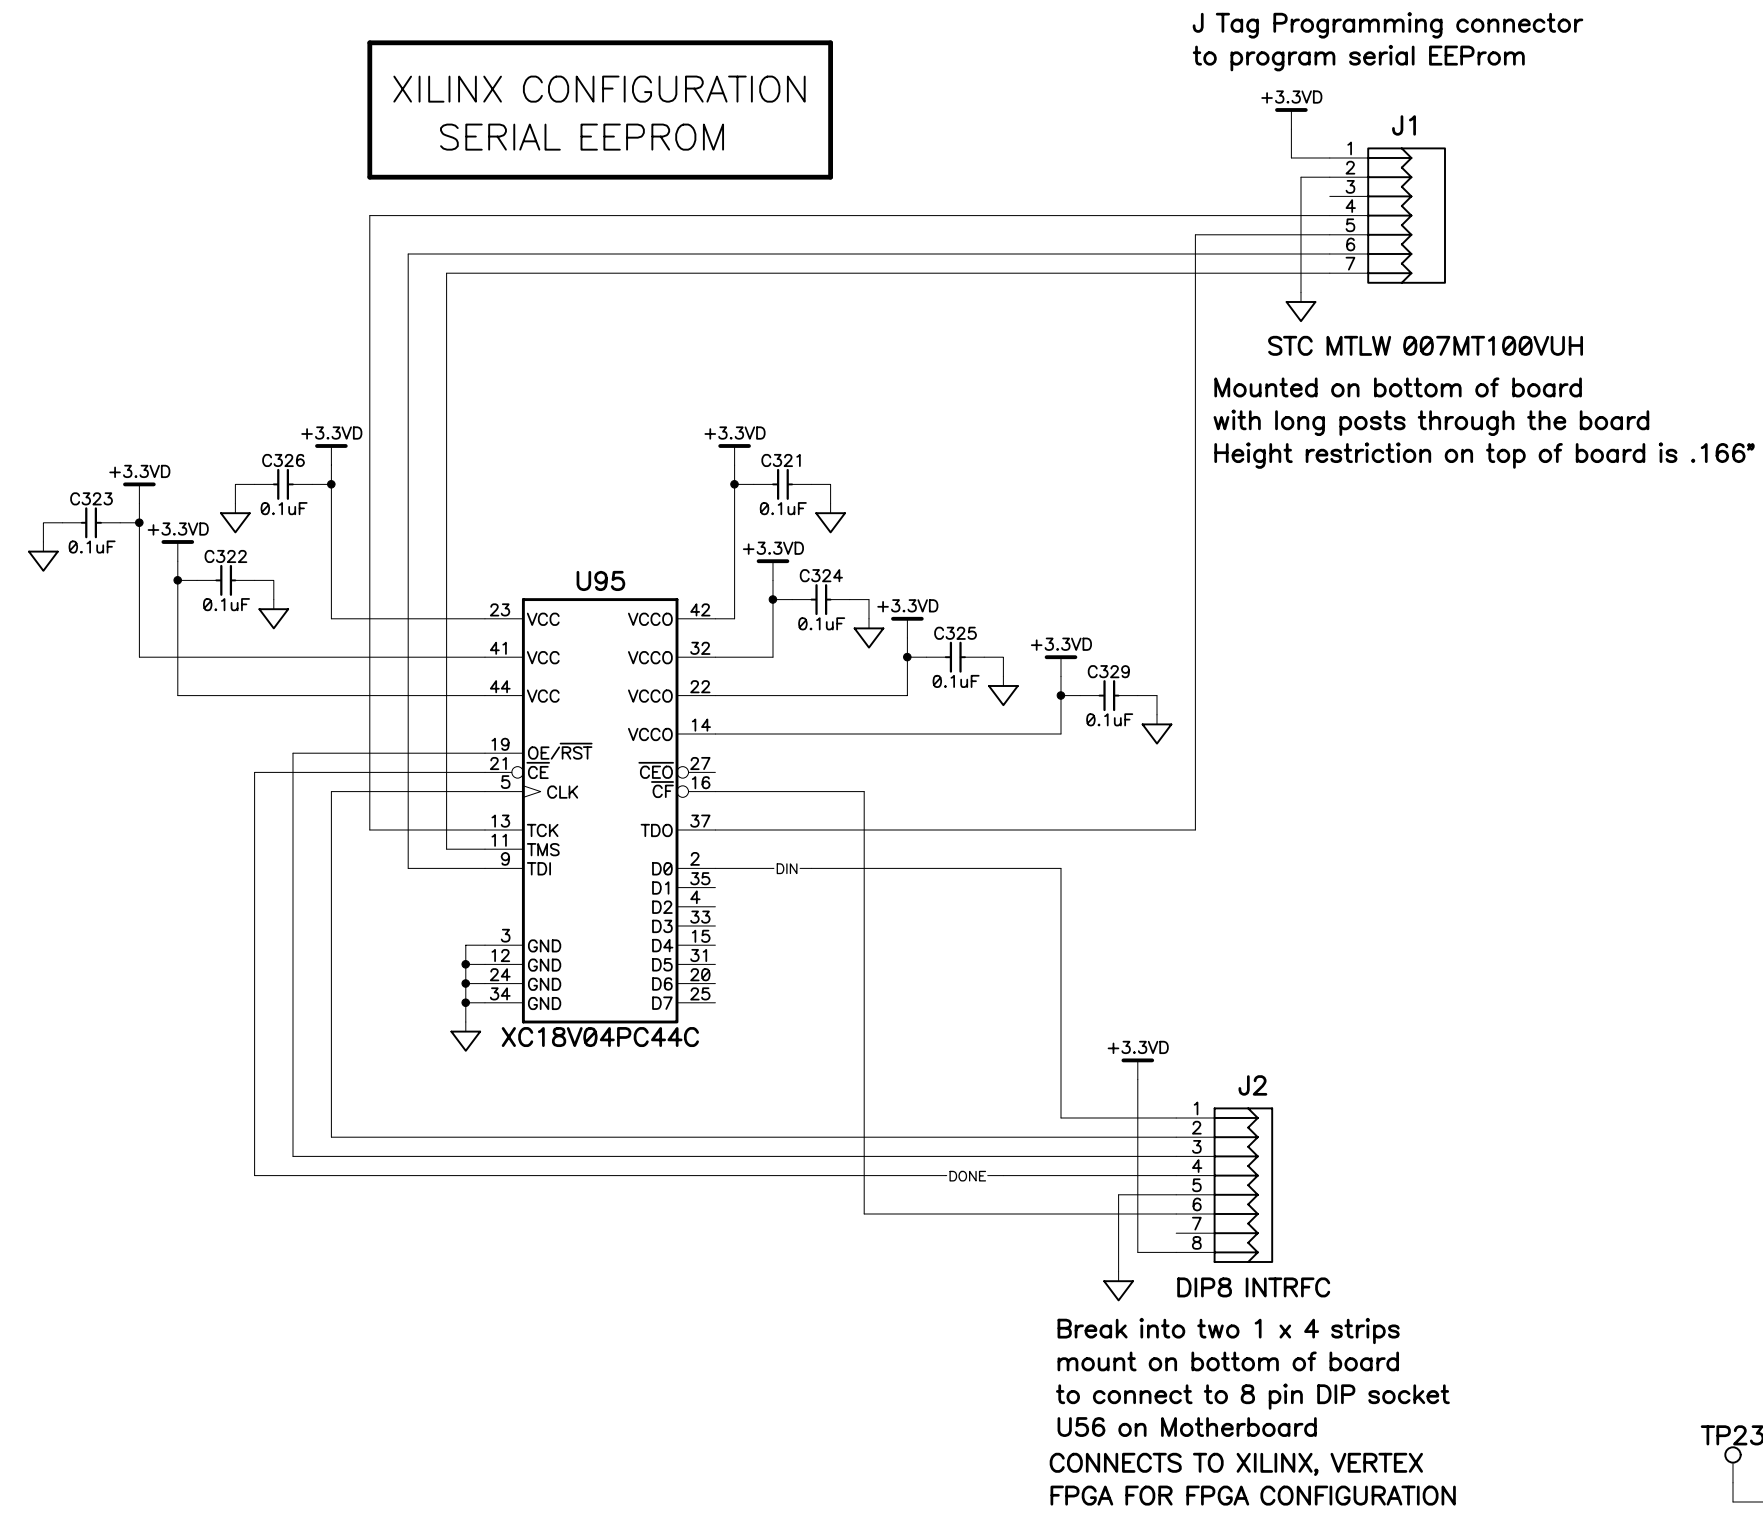 J Tag Programming connector
to program serial EEProm
XILINX CONFIGURATION
SERIAL EEPROM
+3.3VD
J1
1
2
3
4
5
6
7
STC MTLW 007MT100VUH
Mounted on bottom of board
with long posts through the board
Height restriction on top of board is .166"
+3.3VD
C326
0.1uF
+3.3VD
C323
0.1uF
+3.3VD
C322
0.1uF
+3.3VD
C321
0.1uF
+3.3VD
C324
0.1uF
+3.3VD
C325
0.1uF
+3.3VD
C329
0.1uF
U95
23 VCC VCCO 42
41 VCC VCCO 32
44 VCC VCCO 22
VCCO 14
19 OE/RST
21 CE CEO 27
5 CLK CF 16
13 TCK TDO 37
11 TMS
9 TDI D0 2 DIN
D1 35
D2 4
D3 33
3 GND D4 15
12 GND D5 31
24 GND D6 20
34 GND D7 25
XC18V04PC44C
+3.3VD
J2
1
2
3
DONE 4
5
6
7
8
DIP8 INTRFC
Break into two 1 x 4 strips
mount on bottom of board
to connect to 8 pin DIP socket
U56 on Motherboard
CONNECTS TO XILINX, VERTEX
FPGA FOR FPGA CONFIGURATION
TP23